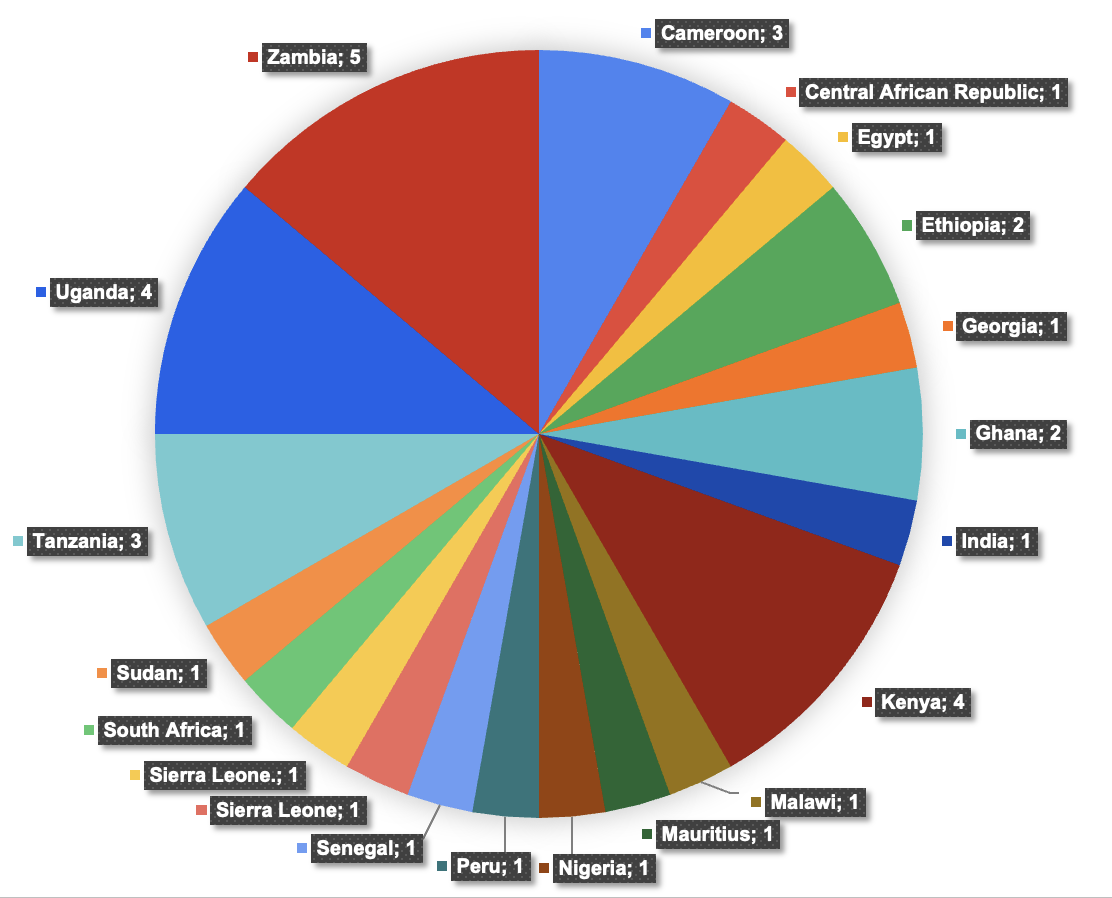 Cameroon; 3
Central African Republic; 1
Egypt; 1
Ethiopia; 2
Georgia; 1
Ghana; 2
India; 1
Kenya; 4
Malawi; 1
Mauritius; 1
Nigeria; 1
Peru; 1
Senegal; 1
Sierra Leone; 1
Sierra Leone.; 1
South Africa; 1
Sudan; 1
Tanzania; 3
Uganda; 4
Zambia; 5